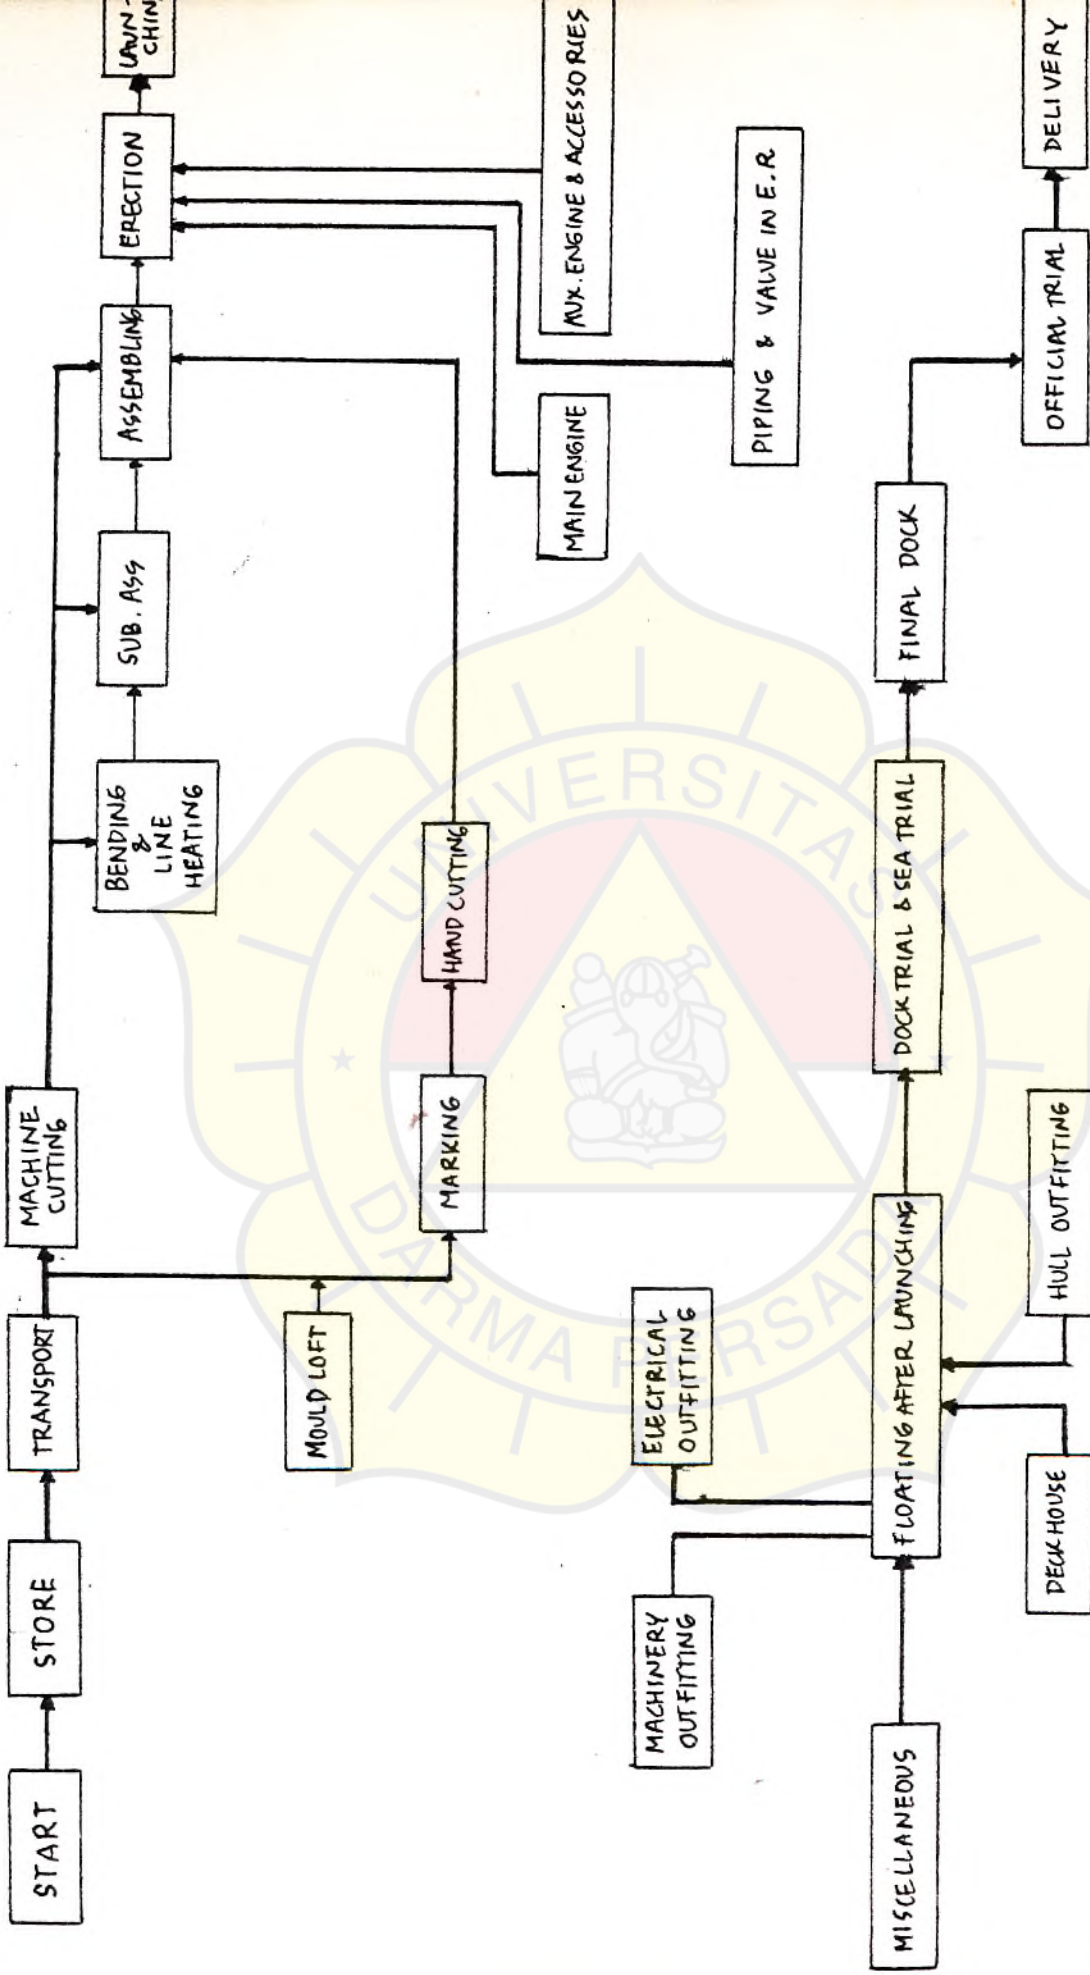 START
STORE
TRANSPORT
MACHINE
CUTTING
BENDING
&
LINE
HEATING
SUB. ASS
ASSEMBLING
ERECTION
LAUN-
CHIN
MOULD LOFT
MARKING
HAND CUTTING
MAIN ENGINE
AUX. ENGINE & ACCESSORIES
PIPING & VALVE IN E.R
MACHINERY
OUTFITTING
ELECTRICAL
OUTFITTING
MISCELLANEOUS
FLOATING AFTER LAUNCHING
DOCK TRIAL & SEA TRIAL
FINAL DOCK
DECK HOUSE
HULL OUTFITTING
OFFICIAL TRIAL
DELIVERY
UNIVERSITAS
DARMA PERSADA